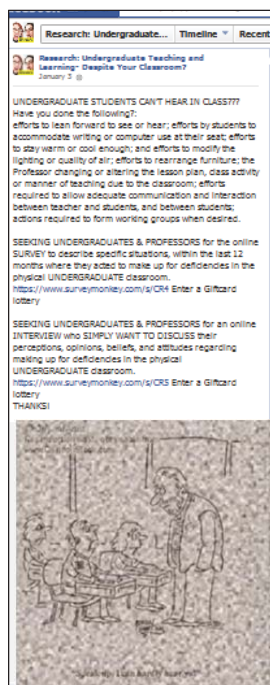 Research: Undergraduate... Timeline Recent
Research: Undergraduate Teaching and
Learning- Despite Your Classroom?
January 3
UNDERGRADUATE STUDENTS CAN'T HEAR IN CLASS???
Have you done the following?:
efforts to lean forward to see or hear; efforts by students to
accommodate writing or computer use at their seat; efforts
to stay warm or cool enough; and efforts to modify the
lighting or quality of air; efforts to rearrange furniture; the
Professor changing or altering the lesson plan, class activity
or manner of teaching due to the classroom; efforts
required to allow adequate communication and interaction
between teacher and students, and between students;
actions required to form working groups when desired.
SEEKING UNDERGRADUATES & PROFESSORS for the online
SURVEY to describe specific situations, within the last 12
months where they acted to make up for deficiencies in the
physical UNDERGRADUATE classroom.
https://www.surveymonkey.com/s/CR4 Enter a Giftcard
lottery
SEEKING UNDERGRADUATES & PROFESSORS for an online
INTERVIEW who SIMPLY WANT TO DISCUSS their
perceptions, opinions, beliefs, and attitudes regarding
making up for deficiencies in the physical
UNDERGRADUATE classroom.
https://www.surveymonkey.com/s/CR5 Enter a Giftcard
lottery
THANKS!
"Speak up, I can hardly hear you"